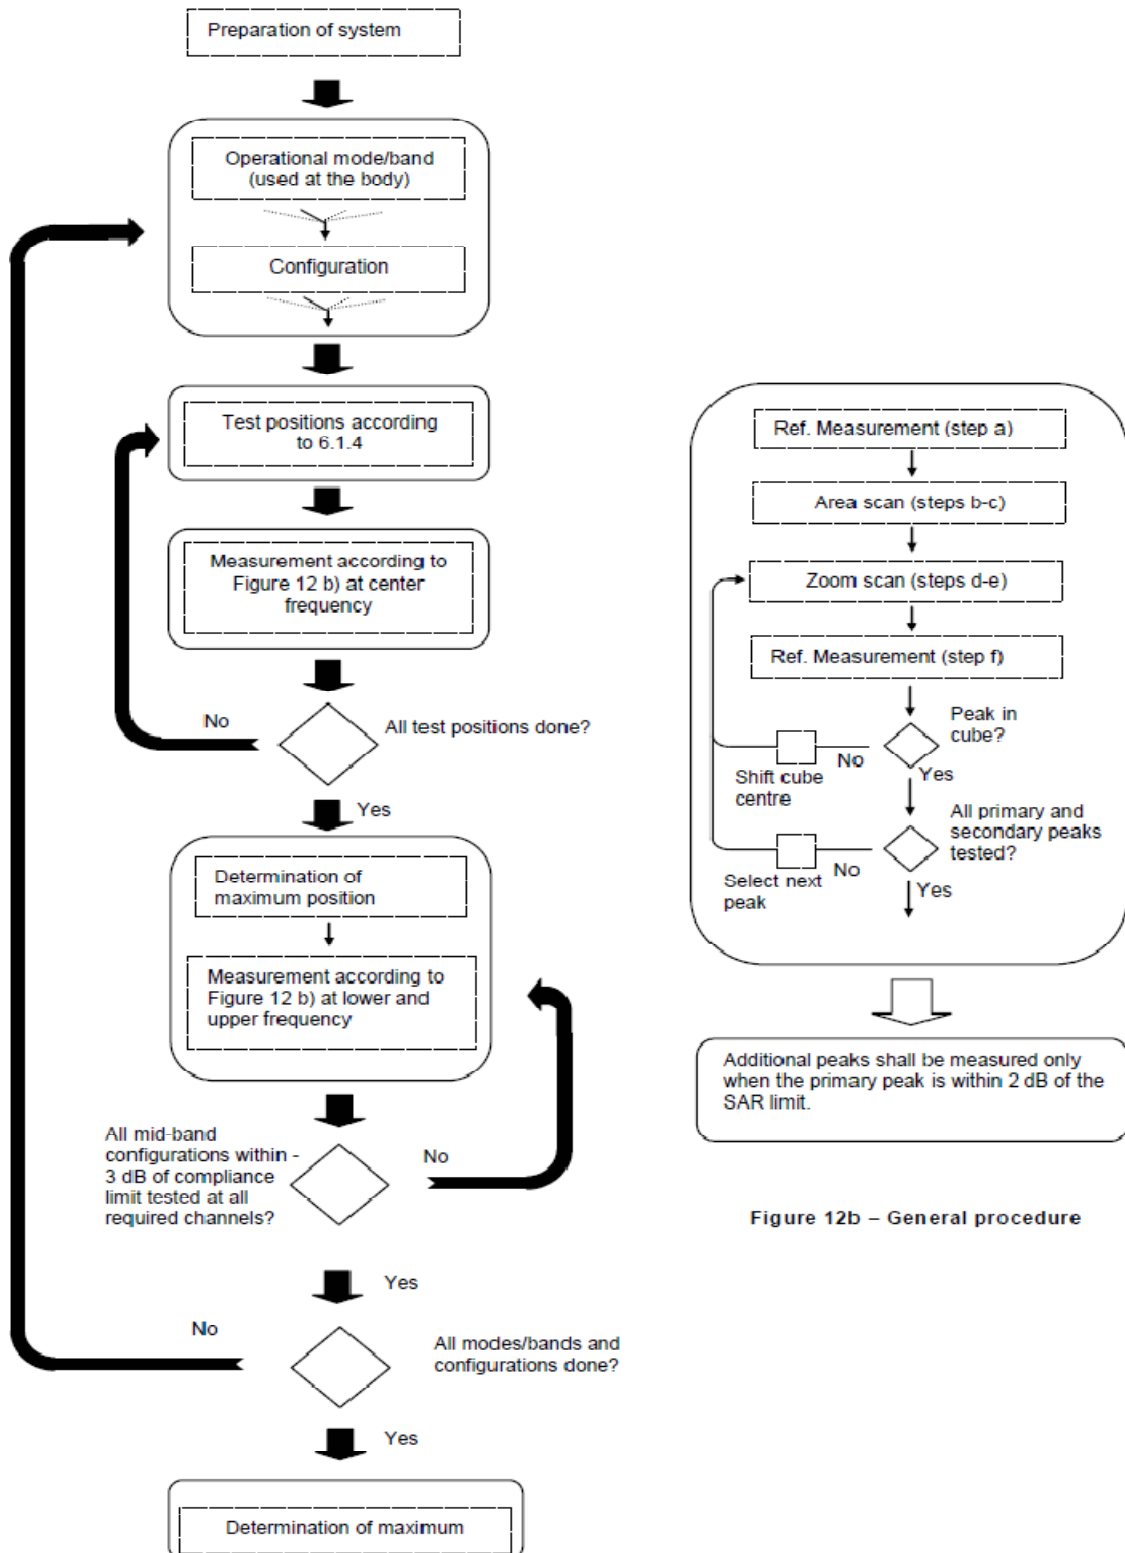 Preparation of system
Operational mode/band
(used at the body)
Configuration
Test positions according
to 6.1.4
Measurement according to
Figure 12 b) at center
frequency
No
All test positions done?
Yes
Determination of
maximum position
Measurement according to
Figure 12 b) at lower and
upper frequency
All mid-band
configurations within -
3 dB of compliance
limit tested at all
required channels?
No
Yes
No
All modes/bands and
configurations done?
Yes
Determination of maximum
Ref. Measurement (step a)
Area scan (steps b-c)
Zoom scan (steps d-e)
Ref. Measurement (step f)
Peak in
cube?
No
Shift cube
centre
Yes
All primary and
secondary peaks
tested?
No
Select next
peak
Yes
Additional peaks shall be measured only
when the primary peak is within 2 dB of the
SAR limit.
Figure 12b – General procedure